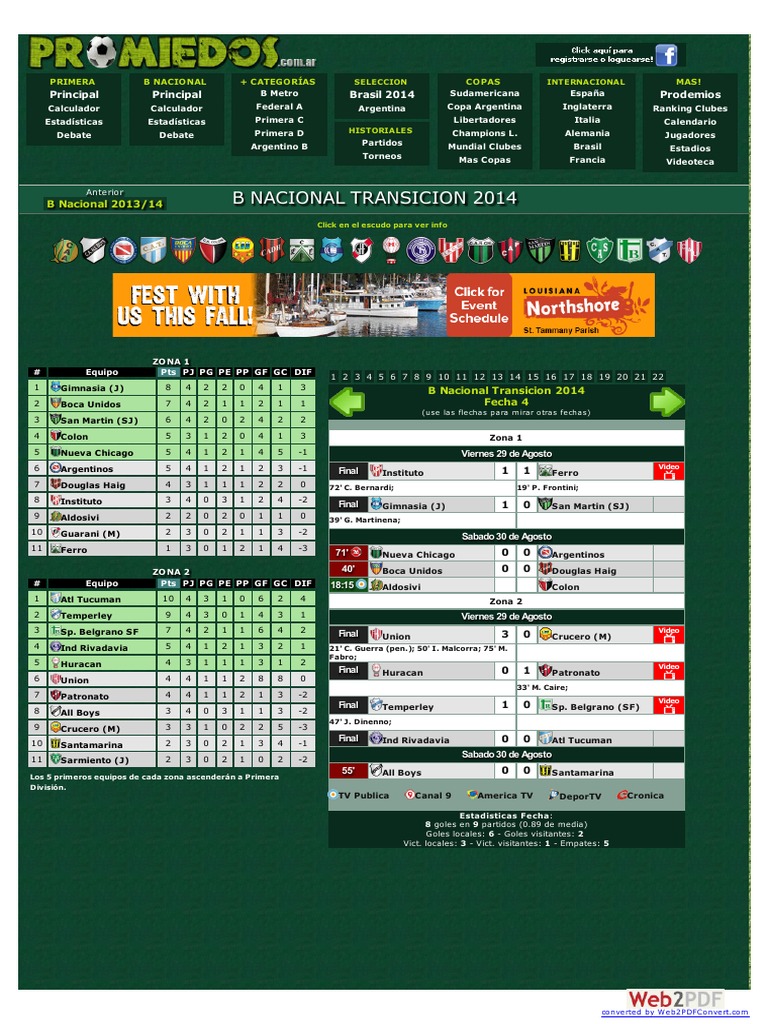 PROMIEDOS.com.ar
Click aquí para
registrarse o loguearse!
PRIMERA
Principal
Calculador
Estadísticas
Debate
B NACIONAL
Principal
Calculador
Estadísticas
Debate
+ CATEGORÍAS
B Metro
Federal A
Primera C
Primera D
Argentino B
SELECCION
Brasil 2014
Argentina
HISTORIALES
Partidos
Torneos
COPAS
Sudamericana
Copa Argentina
Libertadores
Champions L.
Mundial Clubes
Mas Copas
INTERNACIONAL
España
Inglaterra
Italia
Alemania
Brasil
Francia
MAS!
Prodemios
Ranking Clubes
Calendario
Jugadores
Estadios
Videoteca
Anterior
B Nacional 2013/14
B NACIONAL TRANSICION 2014
Click en el escudo para ver info
FEST WITH
US THIS FALL!
Click for
Event
Schedule
LOUISIANA
Northshore
St. Tammany Parish
ZONA 1
# Equipo Pts PJ PG PE PP GF GC DIF
1 Gimnasia (J) 8 4 2 2 0 4 1 3
2 Boca Unidos 7 4 2 1 1 2 1 1
3 San Martin (SJ) 6 4 2 0 2 4 2 2
4 Colon 5 3 1 2 0 4 1 3
5 Nueva Chicago 5 4 1 2 1 4 5 -1
6 Argentinos 5 4 1 2 1 2 3 -1
7 Douglas Haig 4 3 1 1 1 2 2 0
8 Instituto 3 4 0 3 1 2 4 -2
9 Aldosivi 2 2 0 2 0 1 1 0
10 Guarani (M) 2 3 0 2 1 1 3 -2
11 Ferro 1 3 0 1 2 1 4 -3
ZONA 2
# Equipo Pts PJ PG PE PP GF GC DIF
1 Atl Tucuman 10 4 3 1 0 6 2 4
2 Temperley 9 4 3 0 1 4 3 1
3 Sp. Belgrano SF 7 4 2 1 1 6 4 2
4 Ind Rivadavia 5 4 1 2 1 3 2 1
5 Huracan 4 3 1 1 1 2 2 0
6 Union 4 4 1 1 2 8 8 0
7 Patronato 4 4 1 1 2 1 3 -2
8 All Boys 3 4 0 3 1 1 3 -2
9 Crucero (M) 3 3 1 0 2 2 5 -3
10 Santamarina 2 3 0 2 1 3 4 -1
11 Sarmiento (J) 2 3 0 2 1 0 2 -2
Los 5 primeros equipos de cada zona ascenderán a Primera
División.
1 2 3 4 5 6 7 8 9 10 11 12 13 14 15 16 17 18 19 20 21 22
B Nacional Transicion 2014
Fecha 4
(use las flechas para mirar otras fechas)
Zona 1
Viernes 29 de Agosto
Final Instituto 1 1 Ferro Video
72' C. Bernardi; 19' P. Frontini;
Final Gimnasia (J) 1 0 San Martin (SJ)
39' G. Martinena;
Sabado 30 de Agosto
71' Nueva Chicago 0 0 Argentinos
40' Boca Unidos 0 0 Douglas Haig
18:15 Aldosivi Colon
Zona 2
Viernes 29 de Agosto
Final Union 3 0 Crucero (M) Video
21' C. Guerra (pen.); 50' I. Malcorra; 75' M.
Fabro;
Final Huracan 0 1 Patronato Video
33' M. Caire;
Final Temperley 1 0 Sp. Belgrano (SF) Video
47' J. Dinenno;
Final Ind Rivadavia 0 0 Atl Tucuman
Sabado 30 de Agosto
55' All Boys 0 0 Santamarina
TV Publica Canal 9 America TV DeporTV Cronica
Estadisticas Fecha:
8 goles en 9 partidos (0.89 de media)
Goles locales: 6 - Goles visitantes: 2
Vict. locales: 3 - Vict. visitantes: 1 - Empates: 5
Web2PDF
converted by Web2PDFConvert.com